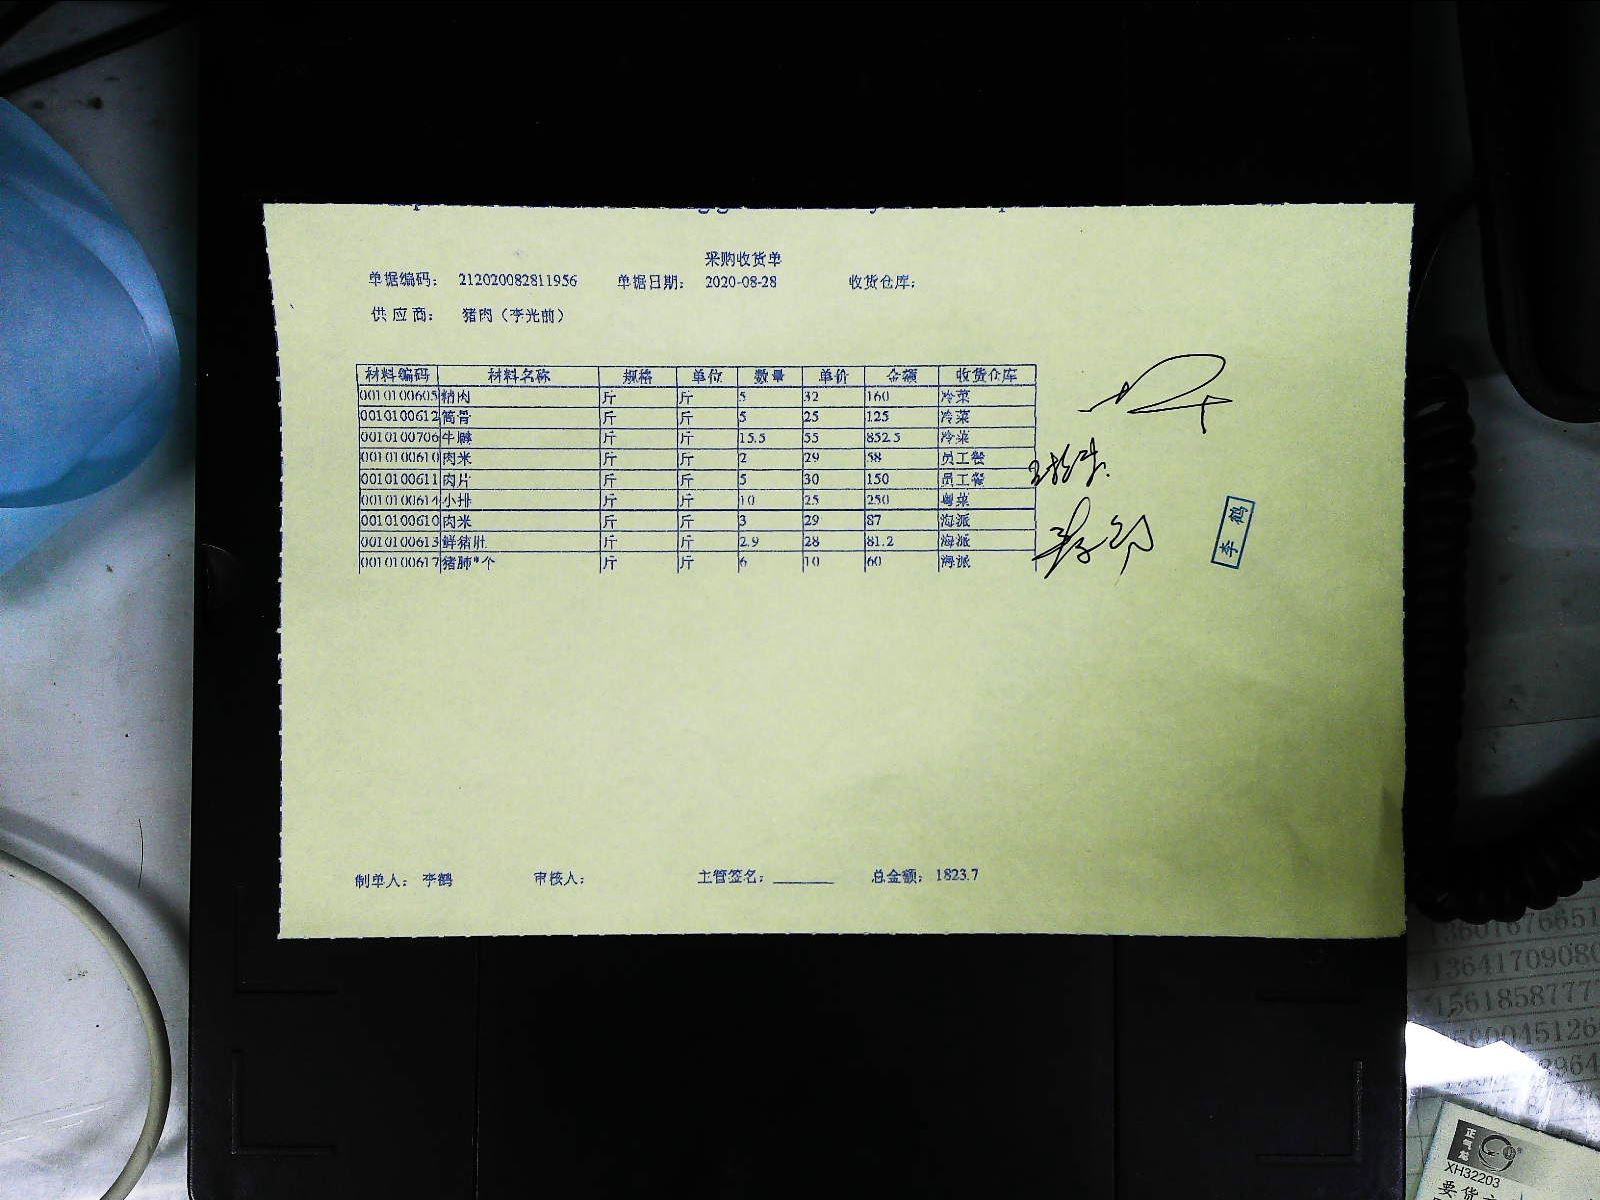 采购收货单
单据编码： 212020082811956 单据日期： 2020-08-28 收货仓库：
供应商： 猪肉（李光前）
材料编码 材料名称 规格 单位 数量 单价 金额 收货仓库
0010100605 精肉 斤 斤 5 32 160 冷菜
0010100612 筒骨 斤 斤 5 25 125 冷菜
0010100706 牛腱 斤 斤 15.5 55 852.5 冷菜
0010100610 肉米 斤 斤 2 29 58 员工餐
0010100611 肉片 斤 斤 5 30 150 员工餐
0010100614 小排 斤 斤 10 25 250 粤菜
0010100610 肉米 斤 斤 3 29 87 海派
0010100613 鲜猪肚 斤 斤 2.9 28 81.2 海派
0010100617 猪肺*个 斤 斤 6 10 60 海派
李鹤
制单人： 李鹤 审核人： 主管签名： 总金额： 1823.7
1364170908
156185877
正气龙
XH32203
要货